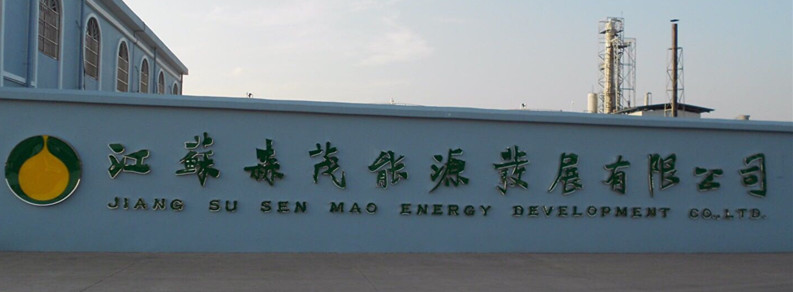 江蘇森茂能源發展有限公司
JIANG SU SEN MAO ENERGY DEVELOPMENT CO.,LTD.